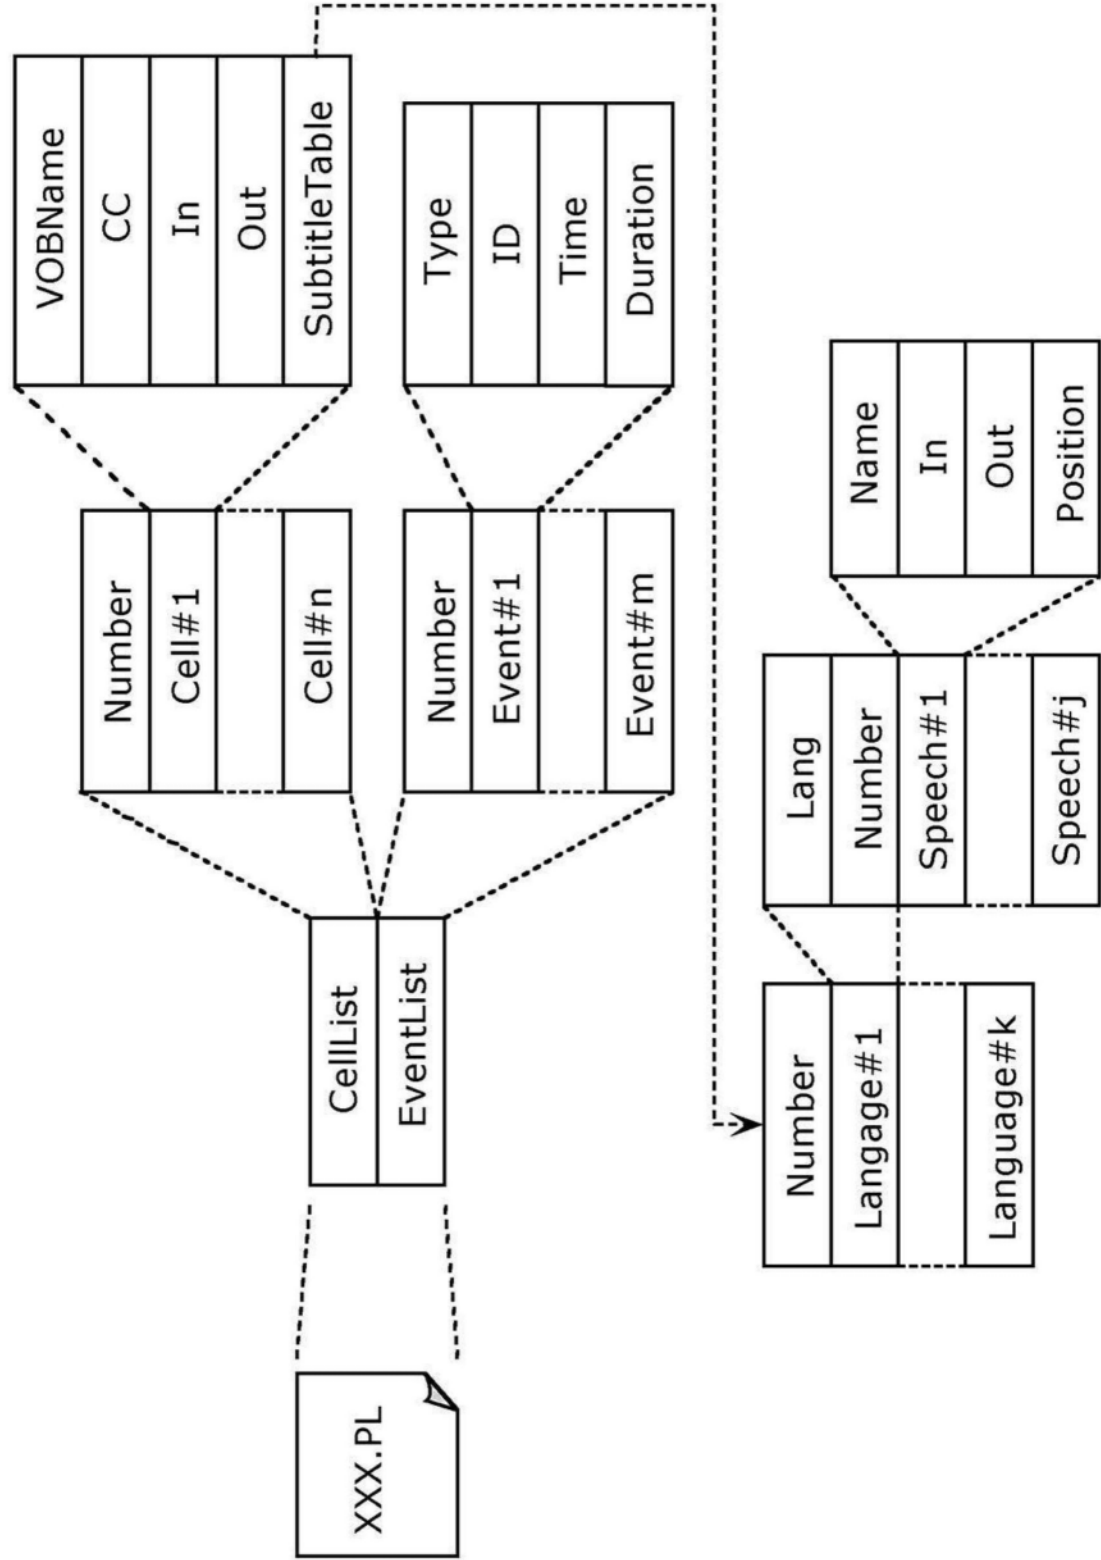 XXX.PL
CellList
EventList
Number
Cell#1
Cell#n
Number
Event#1
Event#m
VOBName
CC
In
Out
SubtitleTable
Type
ID
Time
Duration
Number
Langage#1
Language#k
Lang
Number
Speech#1
Speech#j
Name
In
Out
Position